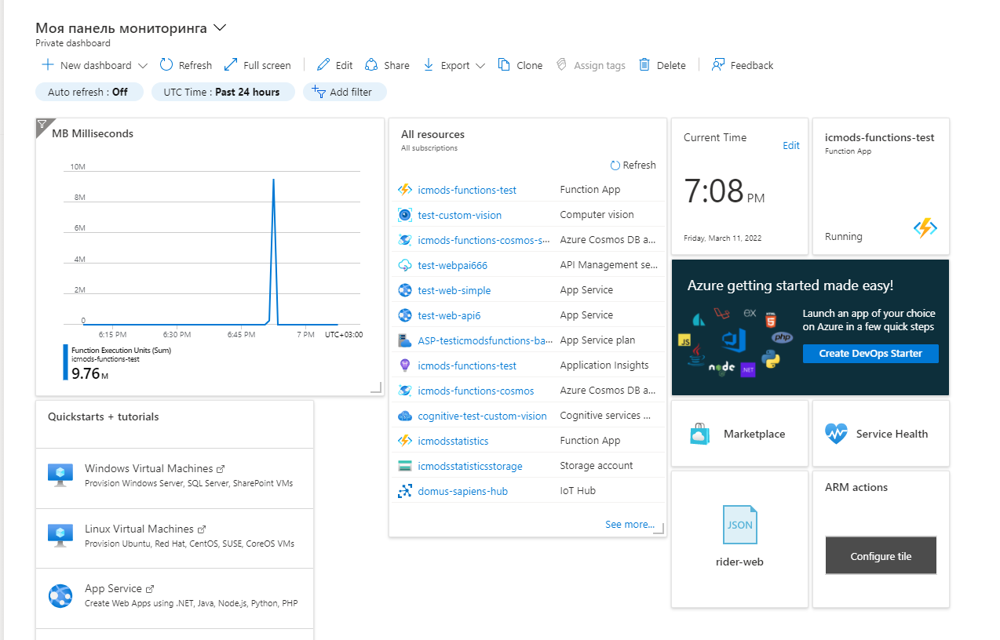 Моя панель мониторинга
Private dashboard
New dashboard Refresh Full screen Edit Share Export Clone Assign tags Delete Feedback
Auto refresh : Off UTC Time : Past 24 hours Add filter
MB Milliseconds
10M
8M
6M
4M
2M
0
6:15 PM 6:30 PM 6:45 PM 7 PM UTC+03:00
Function Execution Units (Sum)
icmods-functions-test
9.76 M
Quickstarts + tutorials
Windows Virtual Machines
Provision Windows Server, SQL Server, SharePoint VMs
Linux Virtual Machines
Provision Ubuntu, Red Hat, CentOS, SUSE, CoreOS VMs
App Service
Create Web Apps using .NET, Java, Node.js, Python, PHP
All resources
All subscriptions
Refresh
icmods-functions-test Function App
test-custom-vision Computer vision
icmods-functions-cosmos-s... Azure Cosmos DB a...
test-webpai666 API Management se...
test-web-simple App Service
test-web-api6 App Service
ASP-testicmodsfunctions-ba... App Service plan
icmods-functions-test Application Insights
icmods-functions-cosmos Azure Cosmos DB a...
cognitive-test-custom-vision Cognitive services ...
icmodsstatistics Function App
icmodsstatisticsstorage Storage account
domus-sapiens-hub IoT Hub
See more...
Current Time
Edit
7:08 PM
Friday, March 11, 2022
icmods-functions-test
Function App
Running
Azure getting started made easy!
Launch an app of your choice
on Azure in a few quick steps
Create DevOps Starter
ex
HTML
5
JS
php
node
.NET
Marketplace
Service Health
JSON
rider-web
ARM actions
Configure tile